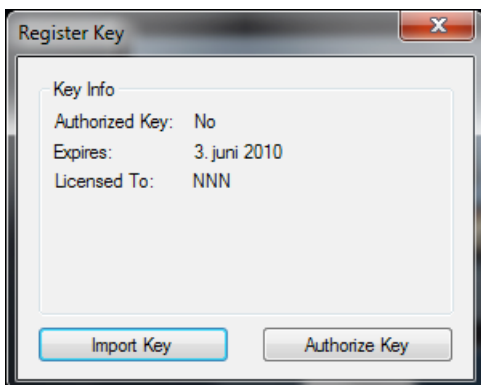 Register Key
Key Info
Authorized Key: No
Expires: 3. juni 2010
Licensed To: NNN
Import Key
Authorize Key